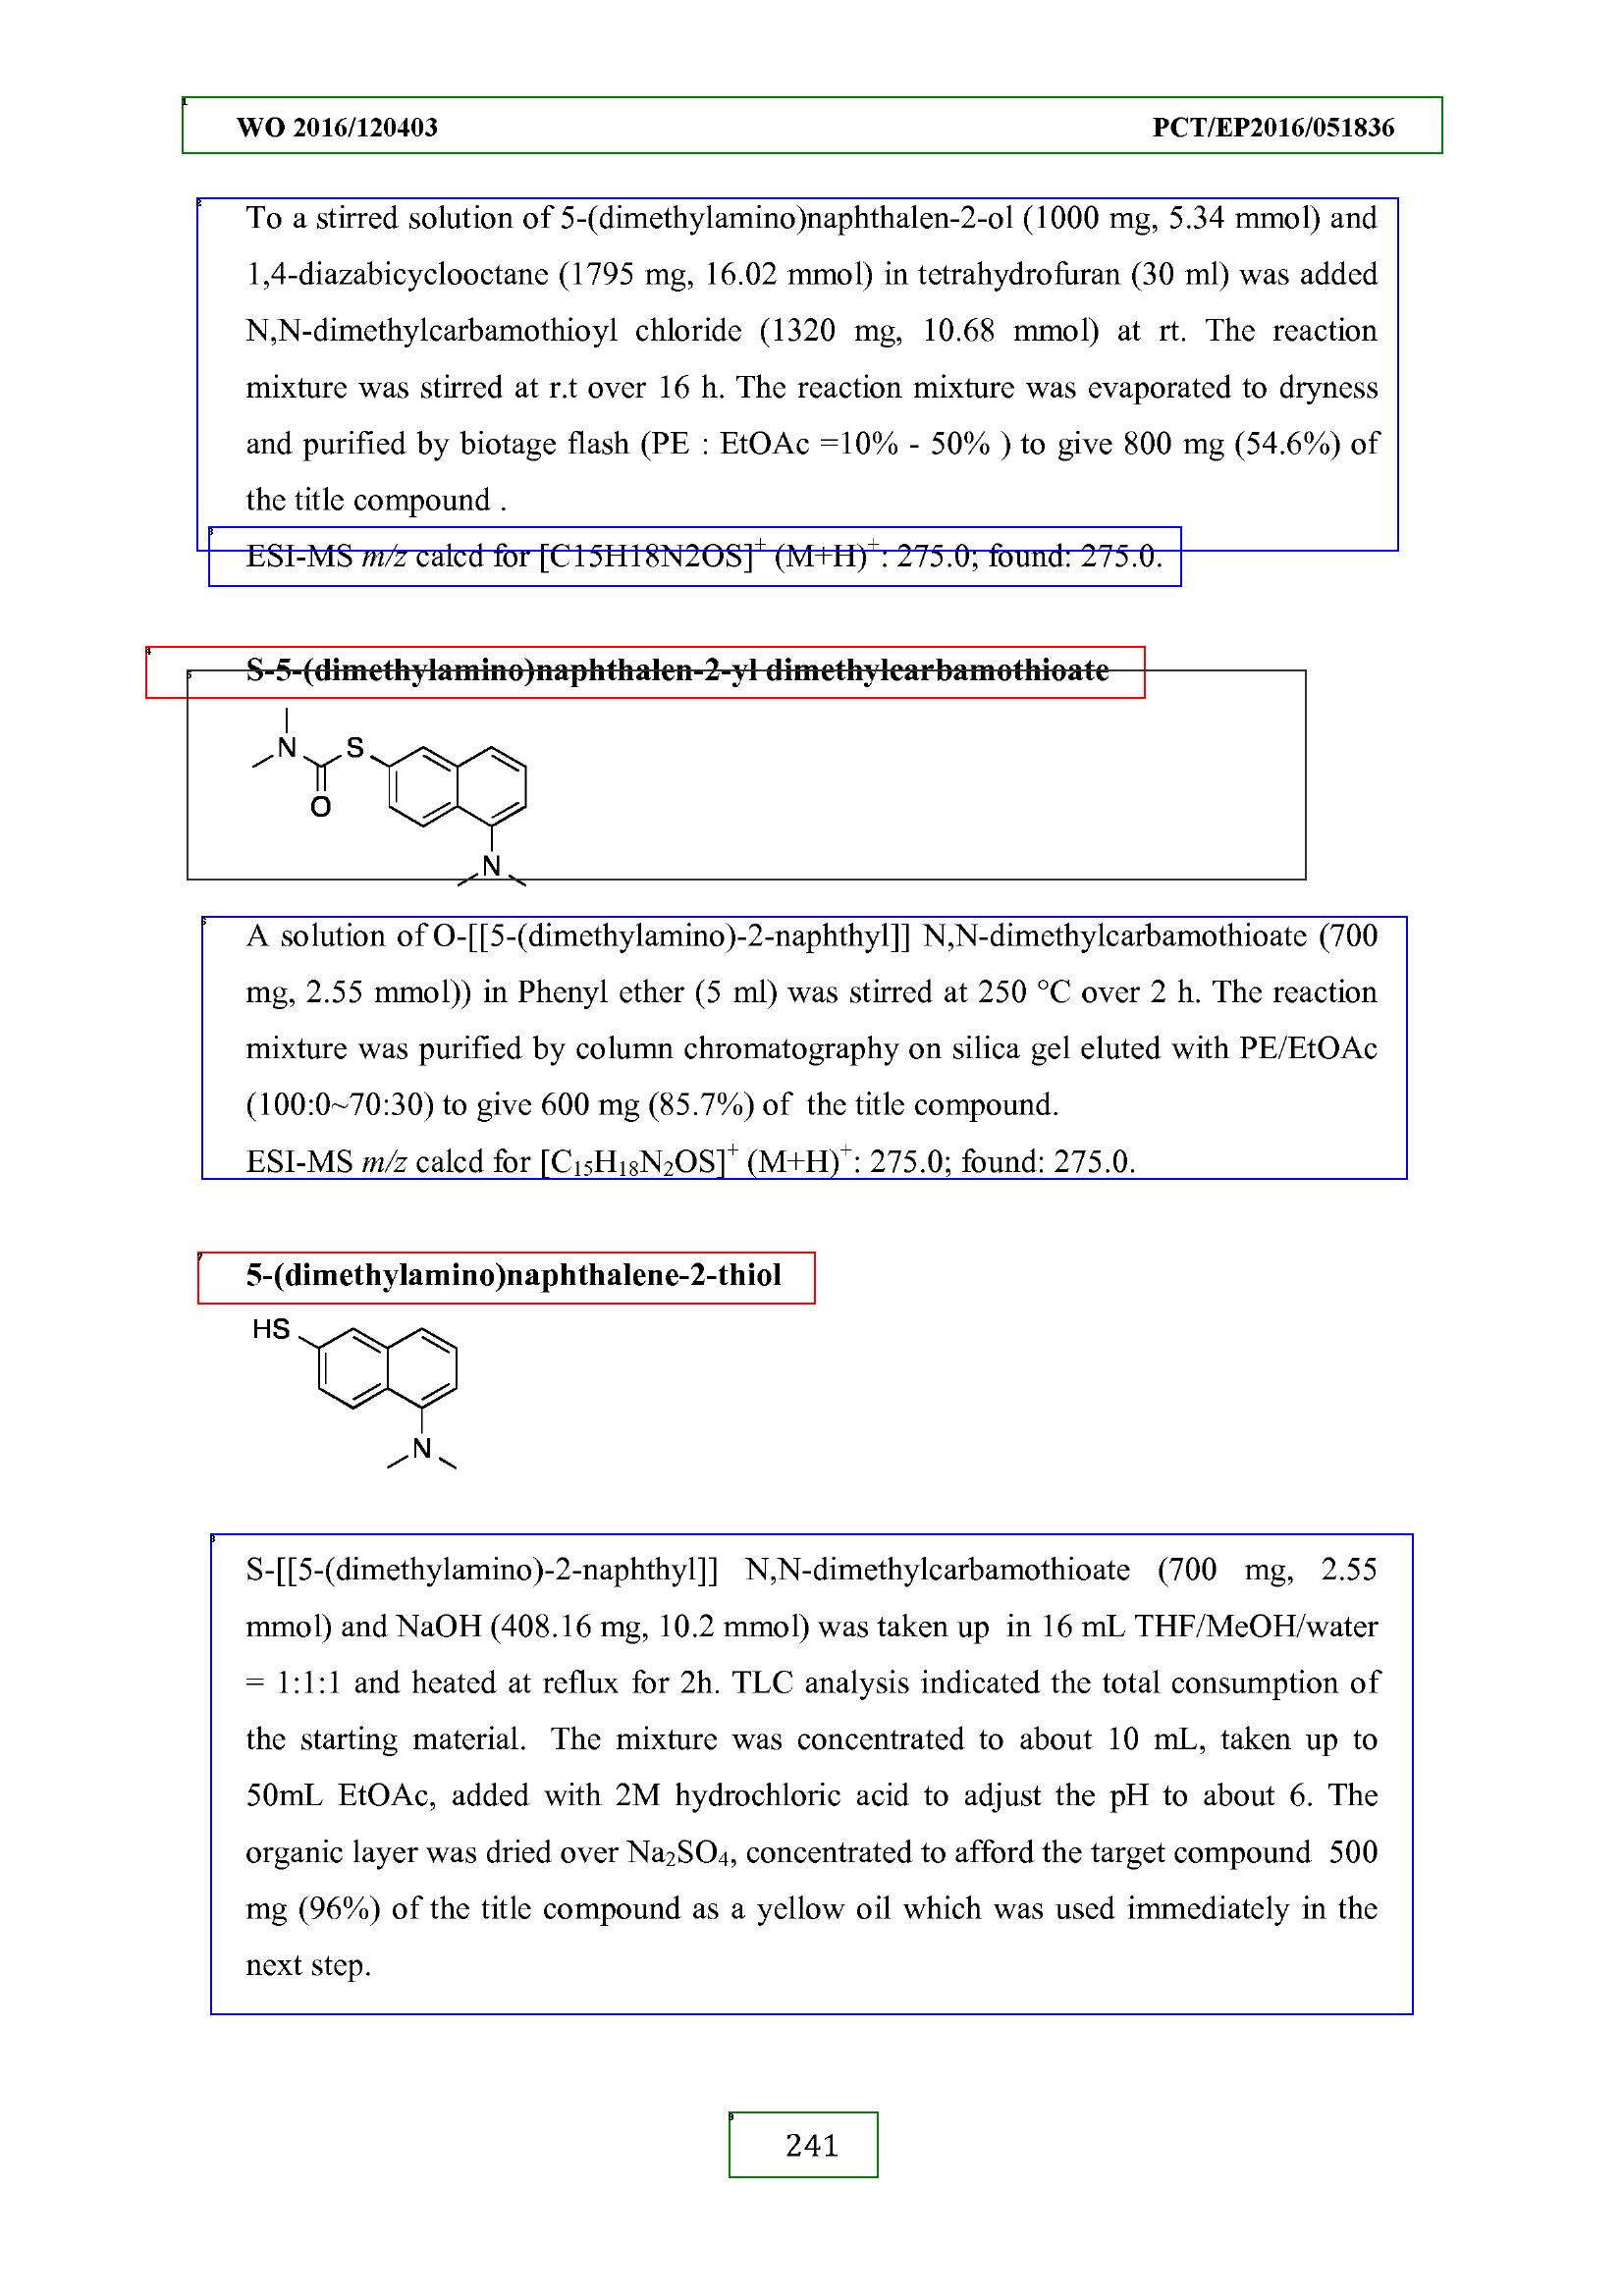 WO 2016/120403 PCT/EP2016/051836
To a stirred solution of 5-(dimethylamino)naphthalen-2-ol (1000 mg, 5.34 mmol) and
1,4-diazabicyclooctane (1795 mg, 16.02 mmol) in tetrahydrofuran (30 ml) was added
N,N-dimethylcarbamothioyl chloride (1320 mg, 10.68 mmol) at rt. The reaction
mixture was stirred at r.t over 16 h. The reaction mixture was evaporated to dryness
and purified by biotage flash (PE : EtOAc =10% - 50% ) to give 800 mg (54.6%) of
the title compound .
ESI-MS m/z calcd for [C15H18N2OS]⁺ (M+H)⁺: 275.0; found: 275.0.
S-5-(dimethylamino)naphthalen-2-yl dimethylcarbamothioate
N S
O
N
A solution of O-[[5-(dimethylamino)-2-naphthyl]] N,N-dimethylcarbamothioate (700
mg, 2.55 mmol)) in Phenyl ether (5 ml) was stirred at 250 °C over 2 h. The reaction
mixture was purified by column chromatography on silica gel eluted with PE/EtOAc
(100:0~70:30) to give 600 mg (85.7%) of the title compound.
ESI-MS m/z calcd for [C₁₅H₁₈N₂OS]⁺ (M+H)⁺: 275.0; found: 275.0.
5-(dimethylamino)naphthalene-2-thiol
HS
N
S-[[5-(dimethylamino)-2-naphthyl]] N,N-dimethylcarbamothioate (700 mg, 2.55
mmol) and NaOH (408.16 mg, 10.2 mmol) was taken up in 16 mL THF/MeOH/water
= 1:1:1 and heated at reflux for 2h. TLC analysis indicated the total consumption of
the starting material. The mixture was concentrated to about 10 mL, taken up to
50mL EtOAc, added with 2M hydrochloric acid to adjust the pH to about 6. The
organic layer was dried over Na₂SO₄, concentrated to afford the target compound 500
mg (96%) of the title compound as a yellow oil which was used immediately in the
next step.
241